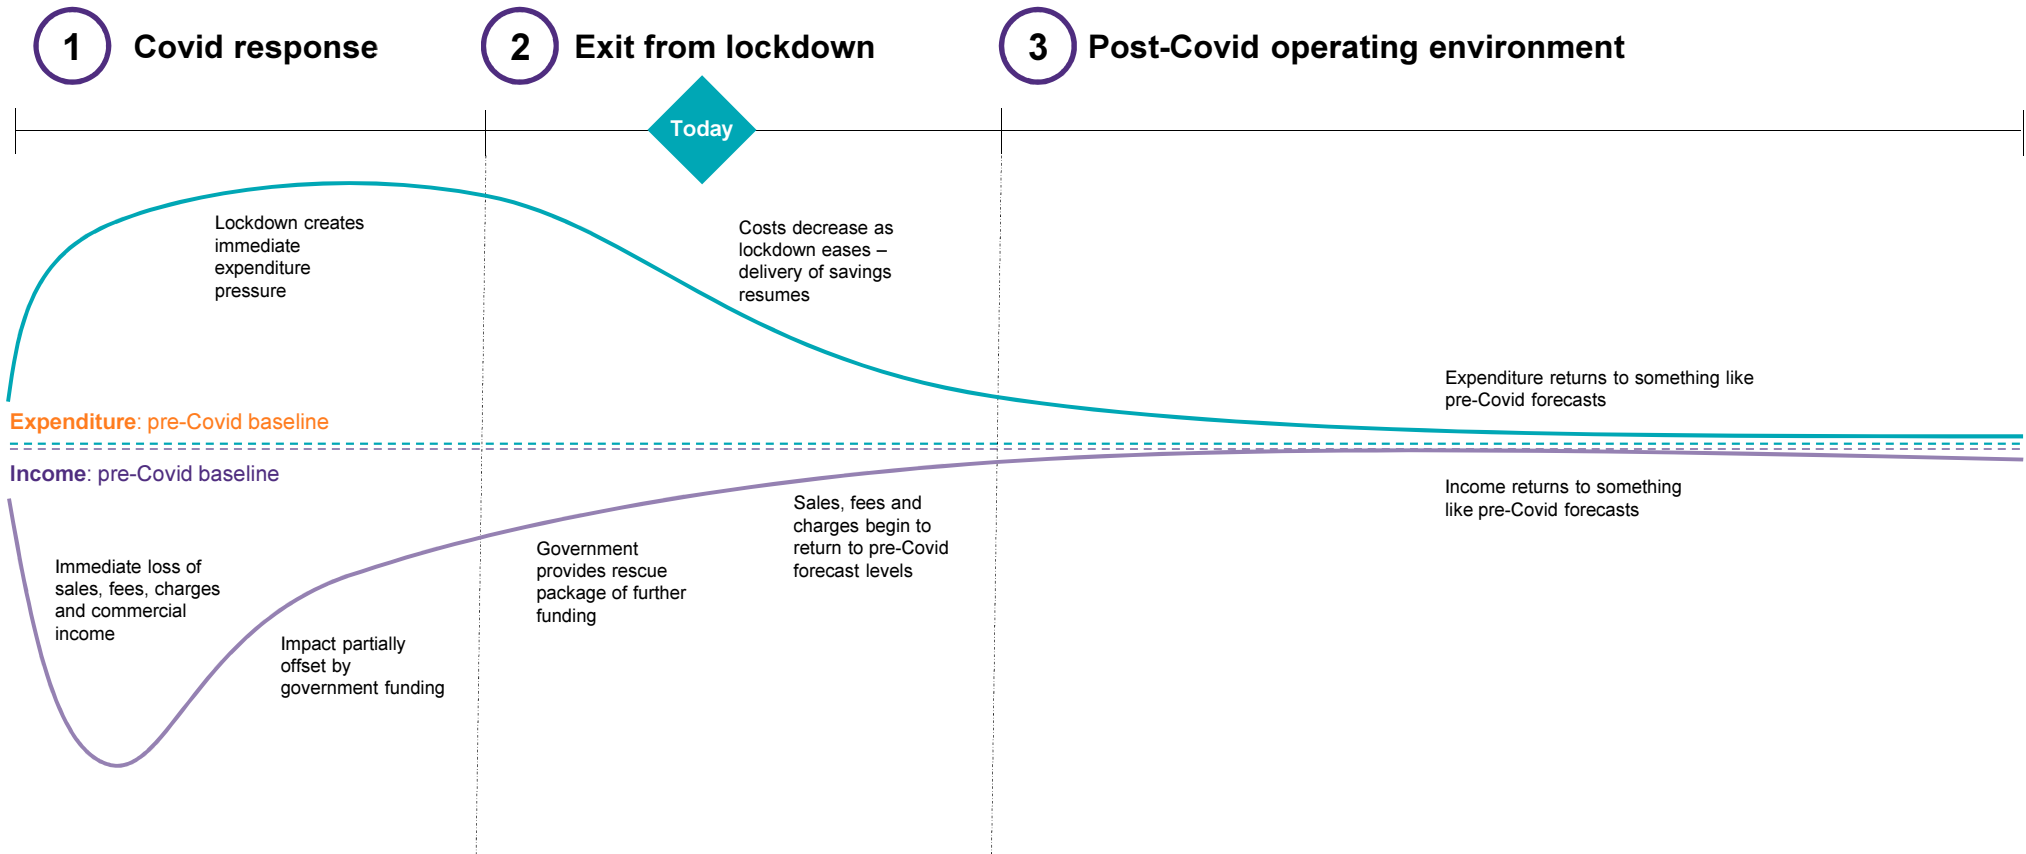 1 Covid response
2 Exit from lockdown
3 Post-Covid operating environment
Today
Lockdown creates
immediate
expenditure
pressure
Costs decrease as
lockdown eases –
delivery of savings
resumes
Expenditure returns to something like
pre-Covid forecasts
Expenditure: pre-Covid baseline
Income: pre-Covid baseline
Immediate loss of
sales, fees, charges
and commercial
income
Impact partially
offset by
government funding
Government
provides rescue
package of further
funding
Sales, fees and
charges begin to
return to pre-Covid
forecast levels
Income returns to something
like pre-Covid forecasts